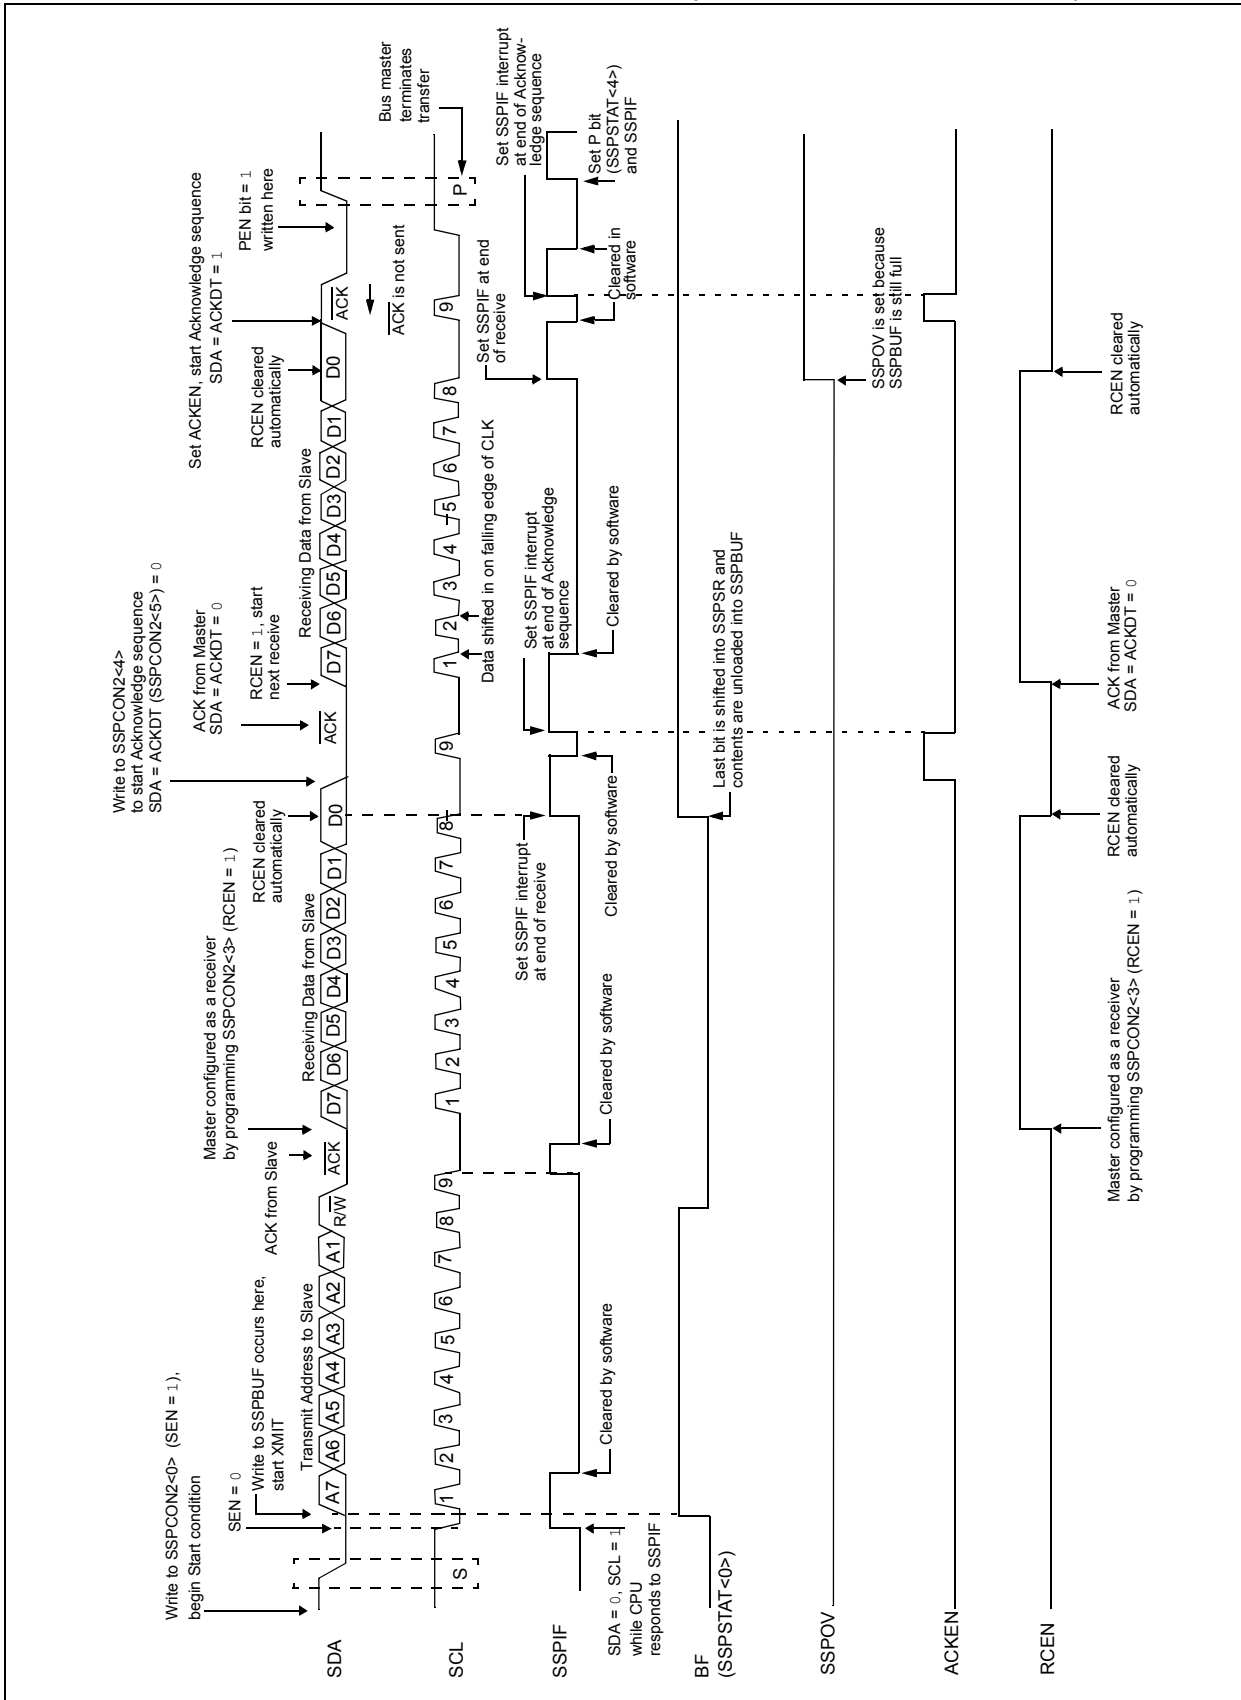 Write to SSPCON2<0> (SEN = 1),
begin Start condition
SEN = 0
Write to SSPBUF occurs here,
start XMIT
ACK from Slave
Master configured as a receiver
by programming SSPCON2<3> (RCEN = 1)
RCEN cleared
automatically
Write to SSPCON2<4>
to start Acknowledge sequence
SDA = ACKDT (SSPCON2<5>) = 0
ACK from Master
SDA = ACKDT = 0
RCEN = 1, start
next receive
RCEN cleared
automatically
Set ACKEN, start Acknowledge sequence
SDA = ACKDT = 1
PEN bit = 1
written here
Transmit Address to Slave
Receiving Data from Slave
Receiving Data from Slave
SDA
A7 A6 A5 A4 A3 A2 A1 R/W ACK D7 D6 D5 D4 D3 D2 D1 D0 ACK D7 D6 D5 D4 D3 D2 D1 D0 ACK
ACK is not sent
Bus master
terminates
transfer
SCL
S 1 2 3 4 5 6 7 8 9 1 2 3 4 5 6 7 8 9 1 2 3 4 5 6 7 8 9 P
Data shifted in on falling edge of CLK
Set SSPIF interrupt
at end of receive
Set SSPIF interrupt
at end of Acknowledge
sequence
Set SSPIF at end
of receive
Set SSPIF interrupt
at end of Acknow-
ledge sequence
SSPIF
SDA = 0, SCL = 1
while CPU
responds to SSPIF
Cleared by software
Cleared by software
Cleared by software
Cleared by software
Cleared in
software
Set P bit
(SSPSTAT<4>)
and SSPIF
BF
(SSPSTAT<0>)
Last bit is shifted into SSPSR and
contents are unloaded into SSPBUF
SSPOV
SSPOV is set because
SSPBUF is still full
ACKEN
RCEN
Master configured as a receiver
by programming SSPCON2<3> (RCEN = 1)
RCEN cleared
automatically
ACK from Master
SDA = ACKDT = 0
RCEN cleared
automatically